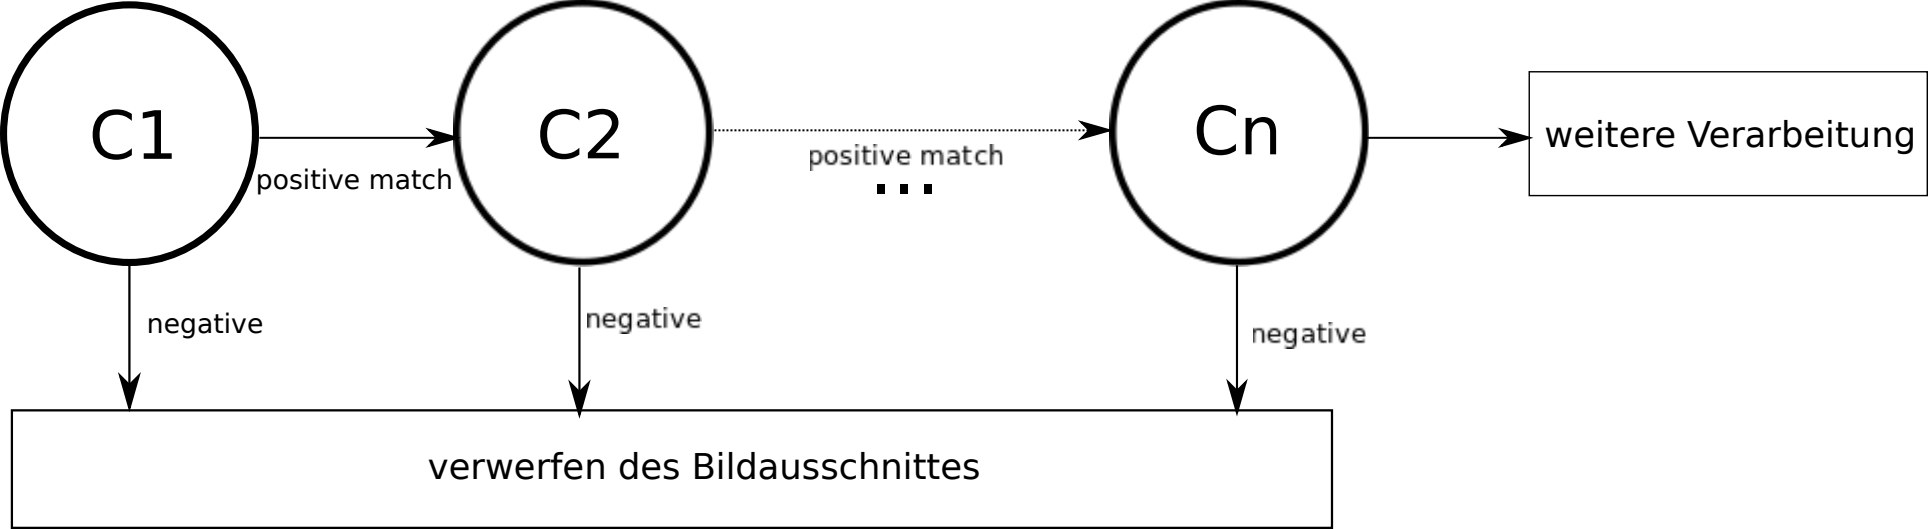 C1
positive match
C2
positive match
...
Cn
weitere Verarbeitung
negative
negative
negative
verwerfen des Bildausschnittes